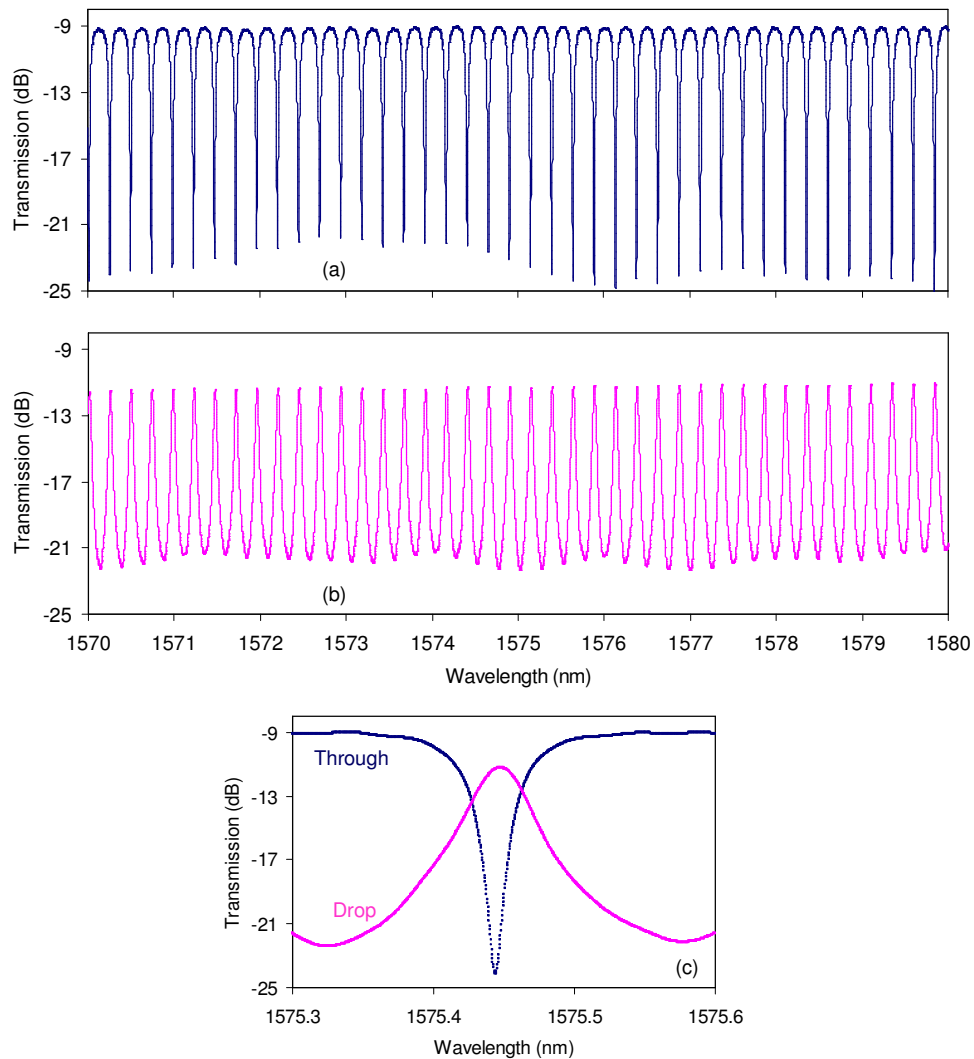 -9
-13
-17
-21
-25
Transmission (dB)
(a)
-9
-13
-17
-21
-25
Transmission (dB)
(b)
1570 1571 1572 1573 1574 1575 1576 1577 1578 1579 1580
Wavelength (nm)
-9
-13
-17
-21
-25
Transmission (dB)
Through
Drop
(c)
1575.3 1575.4 1575.5 1575.6
Wavelength (nm)